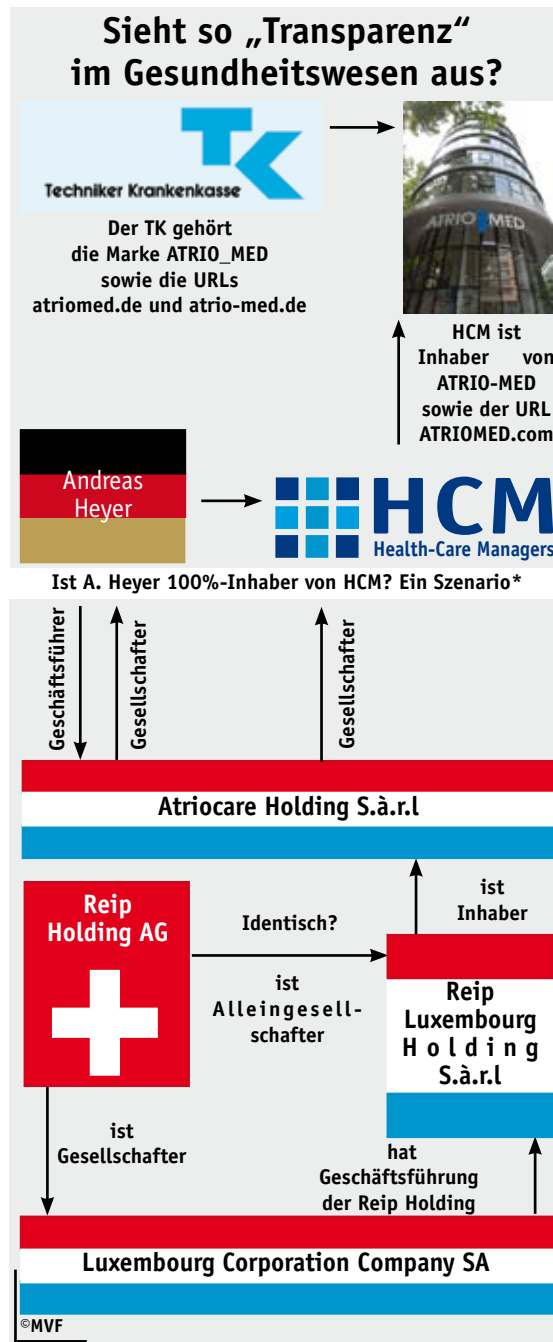 Sieht so „Transparenz“
im Gesundheitswesen aus?
TK
Techniker Krankenkasse
Der TK gehört
die Marke ATRIO_MED
sowie die URLs
atriomed.de und atrio-med.de
ATRIO MED
HCM ist
Inhaber von
ATRIO-MED
sowie der URL
ATRIOMED.com
Andreas
Heyer
HCM
Health-Care Managers
Ist A. Heyer 100%-Inhaber von HCM? Ein Szenario*
Geschäftsführer
Gesellschafter
Gesellschafter
Atriocare Holding S.à.r.l
Reip
Holding AG
Identisch?
ist
Alleingesell-
schafter
ist
Inhaber
Reip
Luxembourg
Holding
S.à.r.l
ist
Gesellschafter
hat
Geschäftsführung
der Reip Holding
Luxembourg Corporation Company SA
©MVF